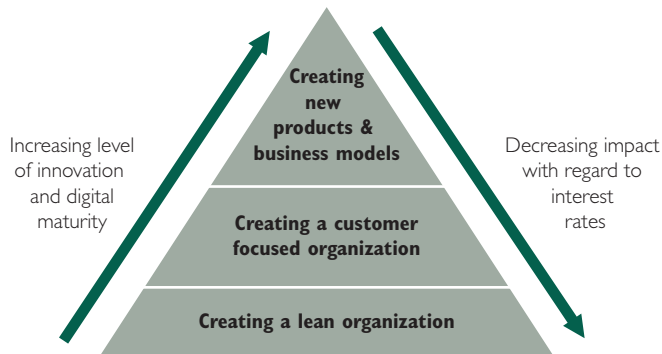 Creating
new
products &
business models
Increasing level
of innovation
and digital
maturity
Decreasing impact
with regard to
interest
rates
Creating a customer
focused organization
Creating a lean organization